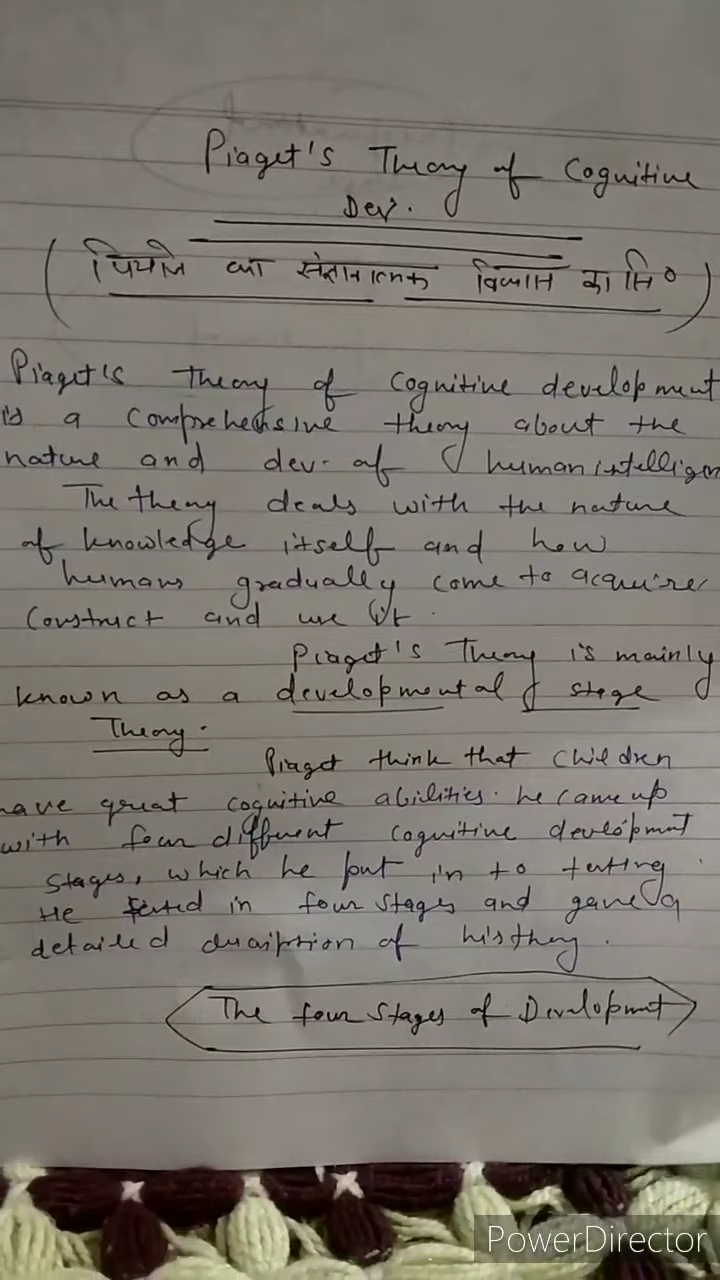 Piaget's Theory of Cognitive
Dev.
(पियाजे का संज्ञानात्मक विकास का सि०)
Piaget's theory of cognitive development
is a comprehensive theory about the
nature and dev. of human intelligen
The theory deals with the nature
of knowledge itself and how
humans gradually come to acquire,
construct and use it.
Piaget's Theory is mainly
known as a developmental stage
Theory.
Piaget think that children
have great cognitive abilities. he came up
with four different cognitive development
stages, which he put in to testing.
He in four stages and gave a
detailed description of his theory.
The four stages of Development
PowerDirector